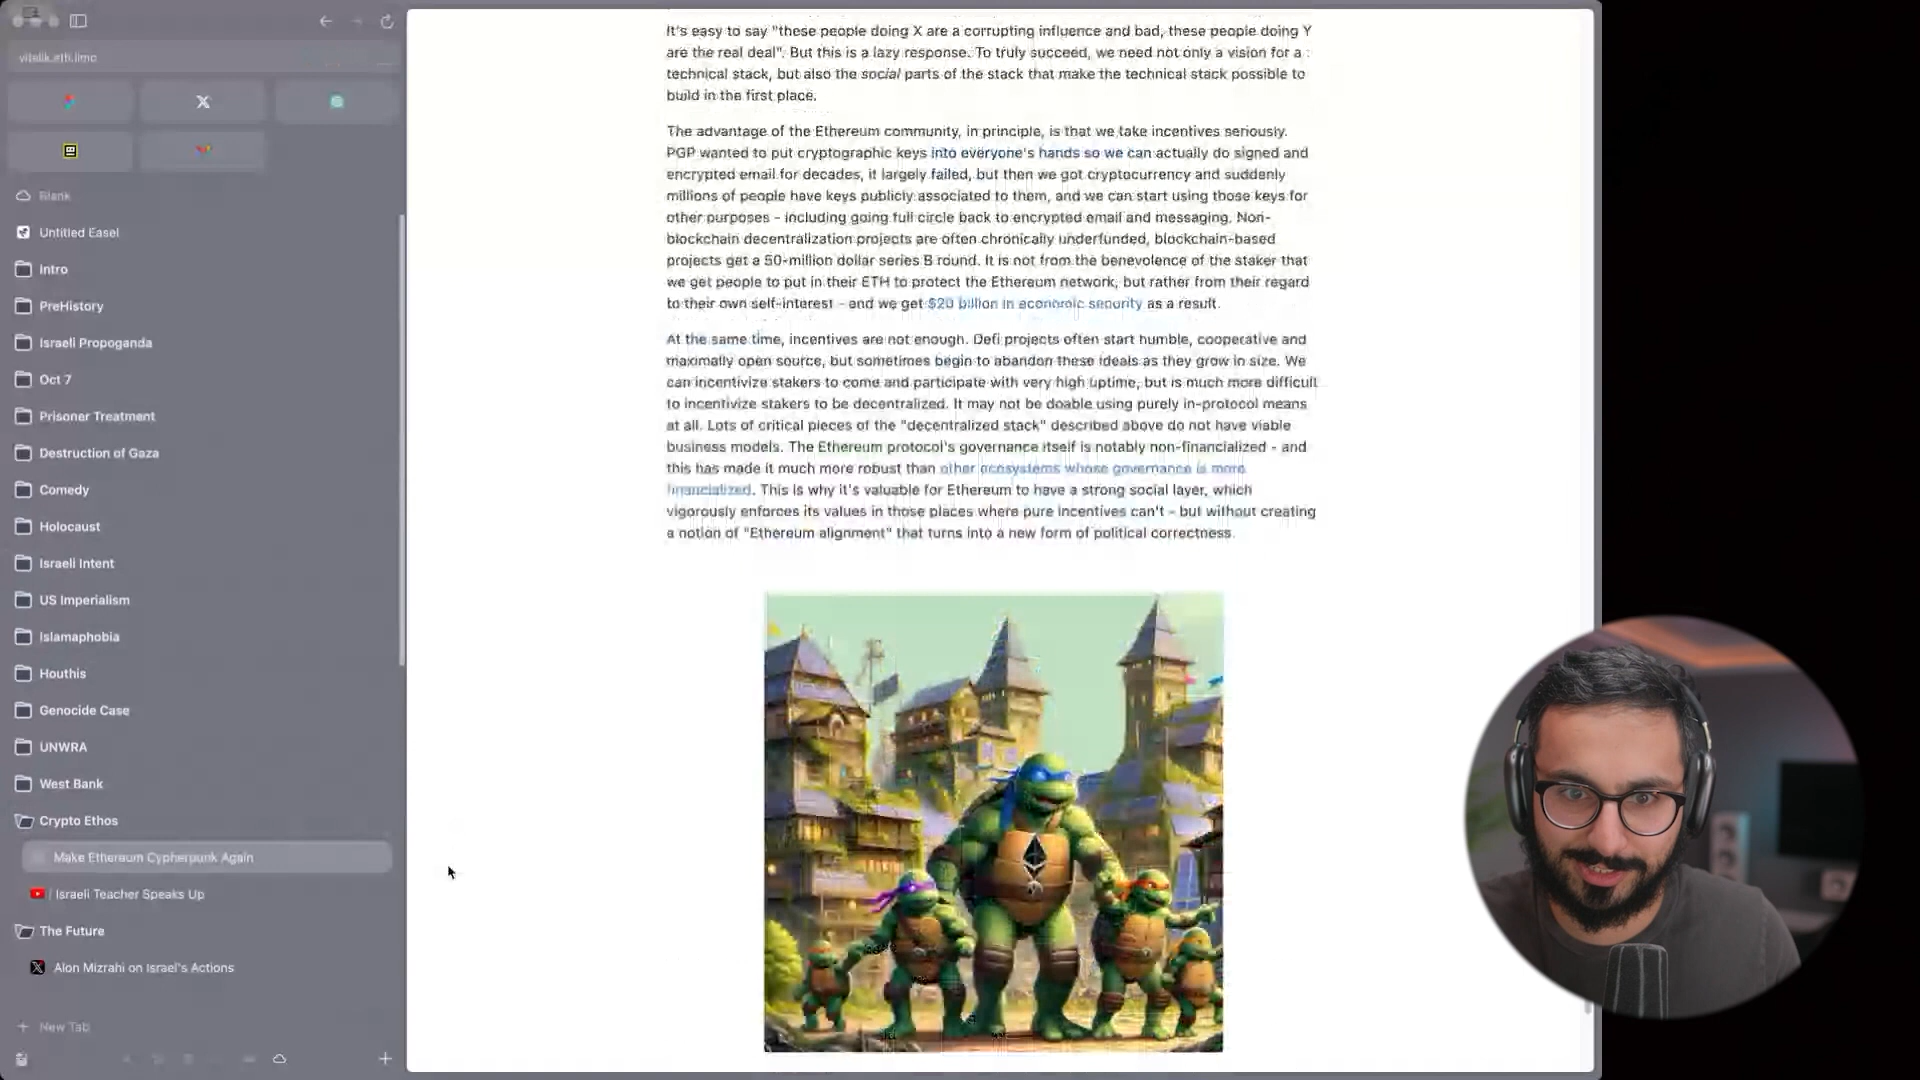 vitalik.eth.limo
Blank
Untitled Easel
Intro
PreHistory
Israeli Propoganda
Oct 7
Prisoner Treatment
Destruction of Gaza
Comedy
Holocaust
Israeli Intent
US Imperialism
Islamaphobia
Houthis
Genocide Case
UNWRA
West Bank
Crypto Ethos
Make Ethereum Cypherpunk Again
/ Israeli Teacher Speaks Up
The Future
Alon Mizrahi on Israel's Actions
+ New Tab
It's easy to say "these people doing X are a corrupting influence and bad, these people doing Y
are the real deal". But this is a lazy response. To truly succeed, we need not only a vision for a
technical stack, but also the social parts of the stack that make the technical stack possible to
build in the first place.
The advantage of the Ethereum community, in principle, is that we take incentives seriously.
PGP wanted to put cryptographic keys into everyone's hands so we can actually do signed and
encrypted email for decades, it largely failed, but then we got cryptocurrency and suddenly
millions of people have keys publicly associated to them, and we can start using those keys for
other purposes - including going full circle back to encrypted email and messaging. Non-
blockchain decentralization projects are often chronically underfunded, blockchain-based
projects get a 50-million dollar series B round. It is not from the benevolence of the staker that
we get people to put in their ETH to protect the Ethereum network, but rather from their regard
to their own self-interest - and we get $20 billion in economic security as a result.
At the same time, incentives are not enough. Defi projects often start humble, cooperative and
maximally open source, but sometimes begin to abandon these ideals as they grow in size. We
can incentivize stakers to come and participate with very high uptime, but is much more difficult
to incentivize stakers to be decentralized. It may not be doable using purely in-protocol means
at all. Lots of critical pieces of the "decentralized stack" described above do not have viable
business models. The Ethereum protocol's governance itself is notably non-financialized - and
this has made it much more robust than other ecosystems whose governance is more
financialized. This is why it's valuable for Ethereum to have a strong social layer, which
vigorously enforces its values in those places where pure incentives can't - but without creating
a notion of "Ethereum alignment" that turns into a new form of political correctness.